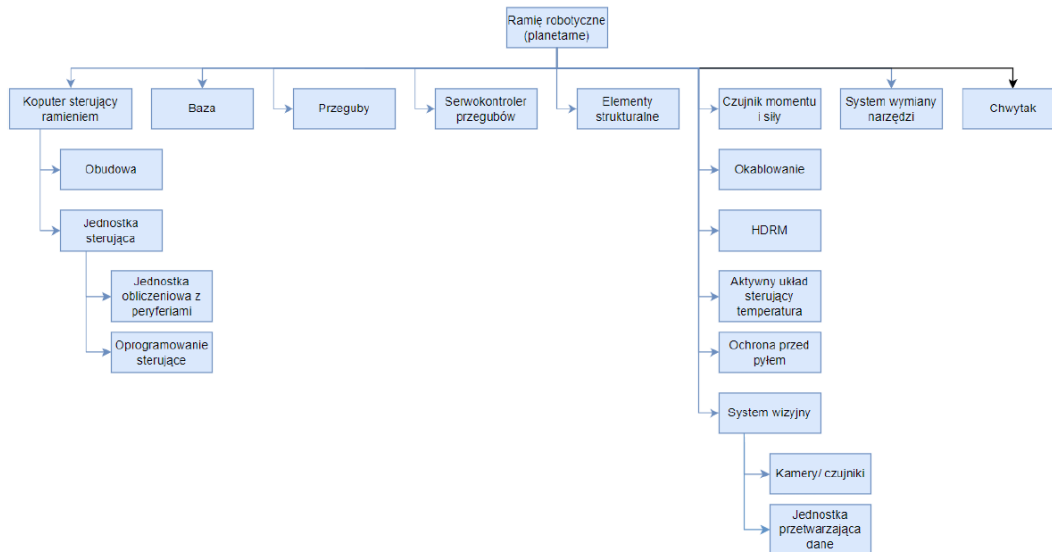 Ramię robotyczne
(planetarne)
Koputer sterujący
ramieniem
Baza
Przeguby
Serwokontroler
przegubów
Elementy
strukturalne
Czujnik momentu
i siły
System wymiany
narzędzi
Chwytak
Obudowa
Okablowanie
Jednostka
sterująca
HDRM
Jednostka
obliczeniowa z
peryferiami
Aktywny układ
sterujący
temperatura
Oprogramowanie
sterujące
Ochrona przed
pyłem
System wizyjny
Kamery/ czujniki
Jednostka
przetwarzająca
dane